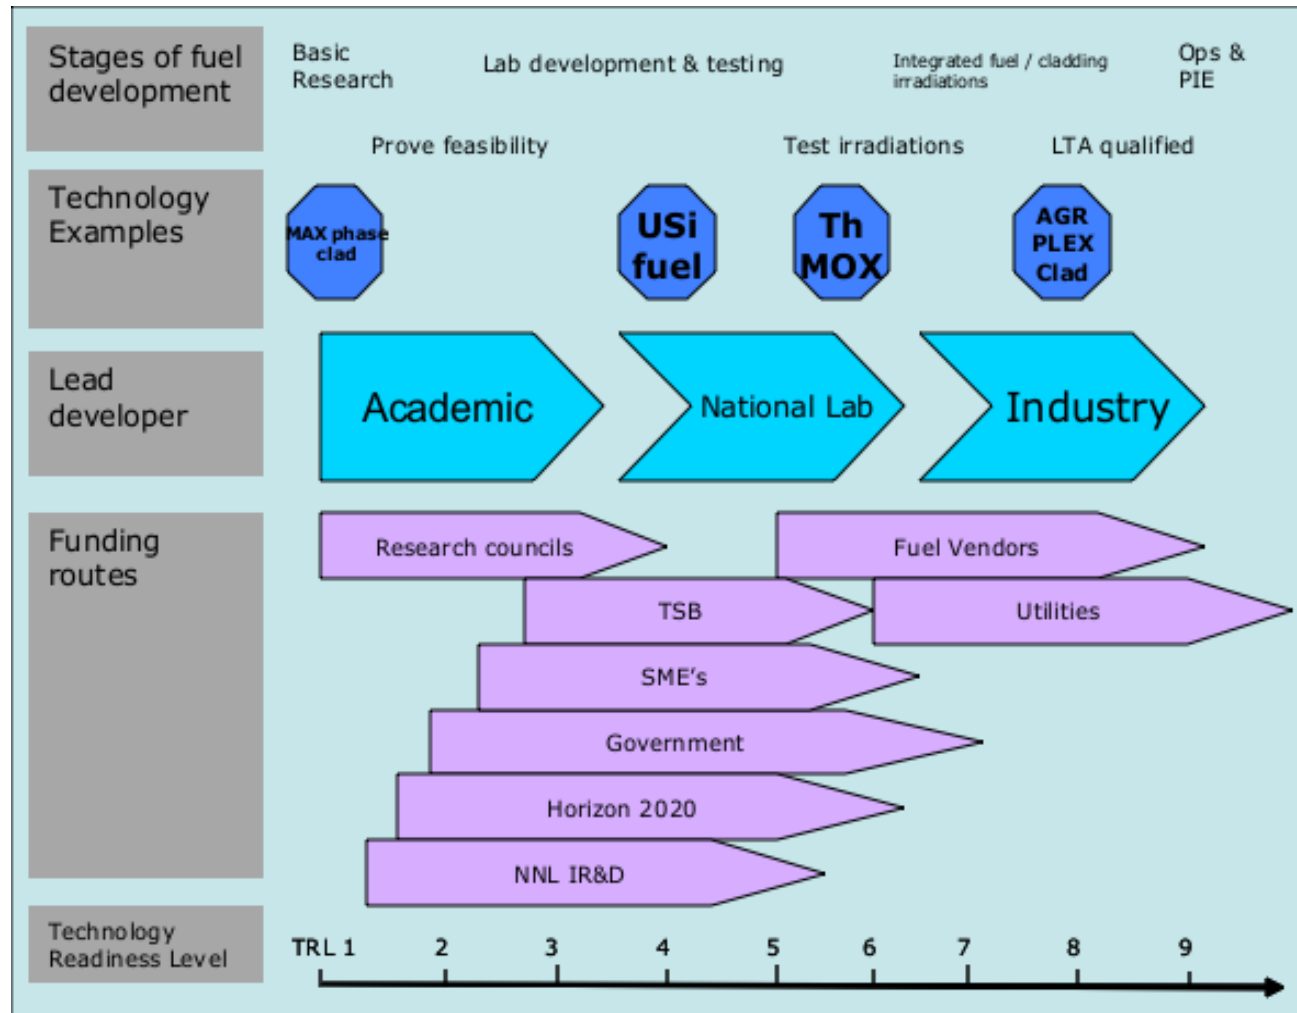 Stages of fuel
development
Basic
Research
Lab development & testing
Integrated fuel / cladding
irradiations
Ops &
PIE
Prove feasibility
Test irradiations
LTA qualified
Technology
Examples
MAX phase
clad
USi
fuel
Th
MOX
AGR
PLEX
Clad
Lead
developer
Academic
National Lab
Industry
Funding
routes
Research councils
Fuel Vendors
TSB
Utilities
SME's
Government
Horizon 2020
NNL IR&D
Technology
Readiness Level
TRL 1 2 3 4 5 6 7 8 9